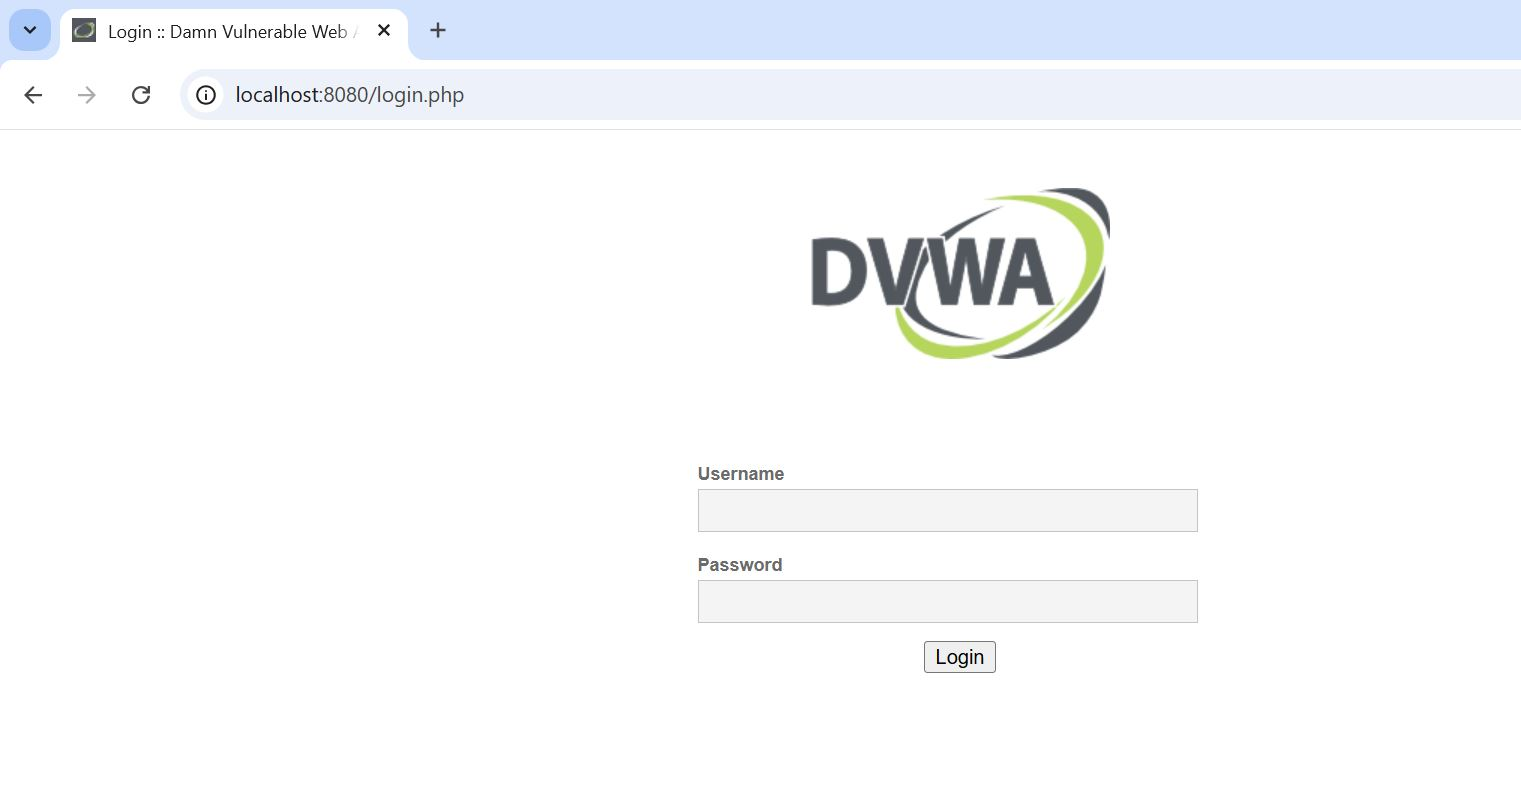 Login :: Damn Vulnerable Web
localhost:8080/login.php
DVWA
Username
Password
Login